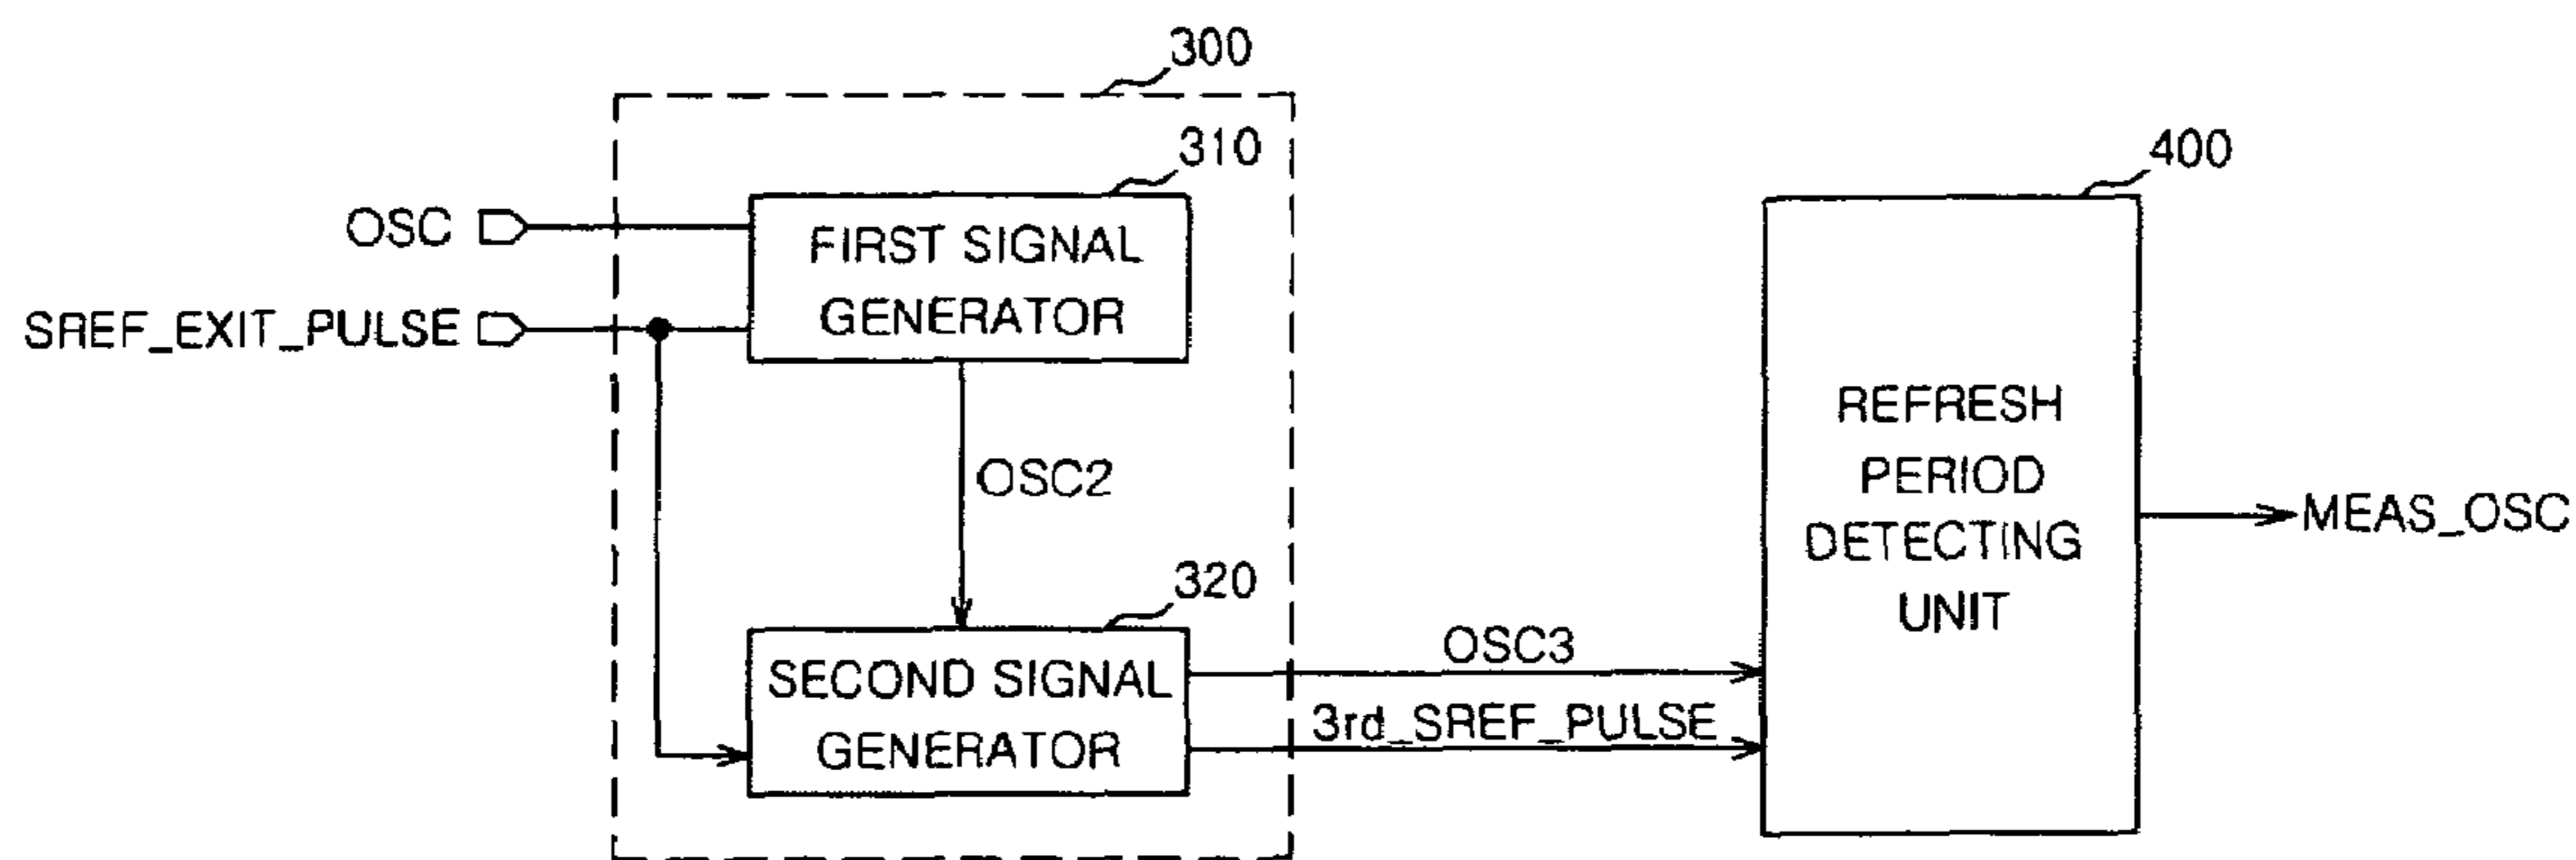 300
310
400
OSC
FIRST SIGNAL
GENERATOR
SREF_EXIT_PULSE
OSC2
REFRESH
PERIOD
DETECTING
UNIT
MEAS_OSC
320
SECOND SIGNAL
GENERATOR
OSC3
3rd_SREF_PULSE